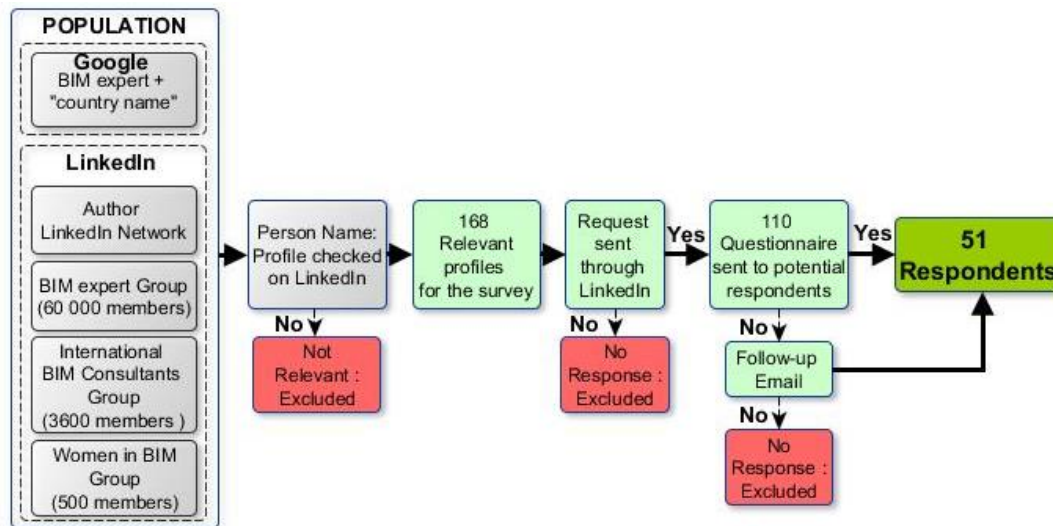 POPULATION
Google
BIM expert +
"country name"
LinkedIn
Author
LinkedIn Network
BIM expert Group
(60 000 members)
International
BIM Consultants
Group
(3600 members )
Women in BIM
Group
(500 members)
Person Name:
Profile checked
on LinkedIn
No
Not
Relevant :
Excluded
168
Relevant
profiles
for the survey
Request
sent
through
LinkedIn
Yes
No
No
Response :
Excluded
110
Questionnaire
sent to potential
respondents
Yes
No
Follow-up
Email
No
No
Response :
Excluded
51
Respondents